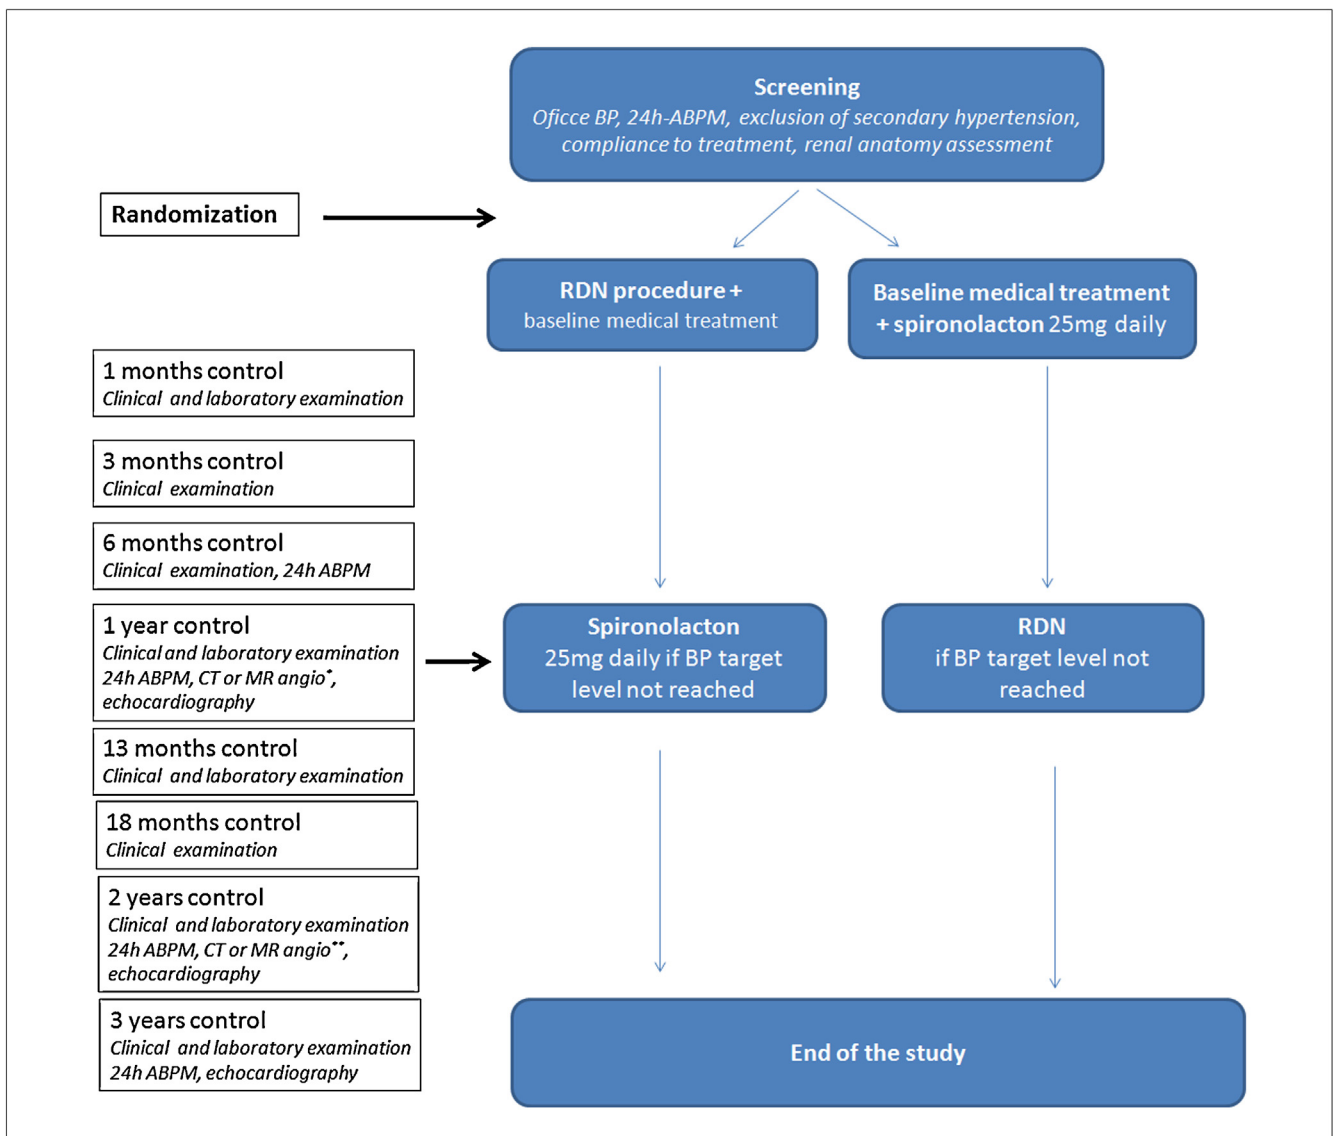 Screening
Oficce BP, 24h-ABPM, exclusion of secondary hypertension,
compliance to treatment, renal anatomy assessment
Randomization
RDN procedure +
baseline medical treatment
Baseline medical treatment
+ spironolacton 25mg daily
1 months control
Clinical and laboratory examination
3 months control
Clinical examination
6 months control
Clinical examination, 24h ABPM
1 year control
Clinical and laboratory examination
24h ABPM, CT or MR angio*,
echocardiography
Spironolacton
25mg daily if BP target
level not reached
RDN
if BP target level not
reached
13 months control
Clinical and laboratory examination
18 months control
Clinical examination
2 years control
Clinical and laboratory examination
24h ABPM, CT or MR angio**,
echocardiography
3 years control
Clinical and laboratory examination
24h ABPM, echocardiography
End of the study